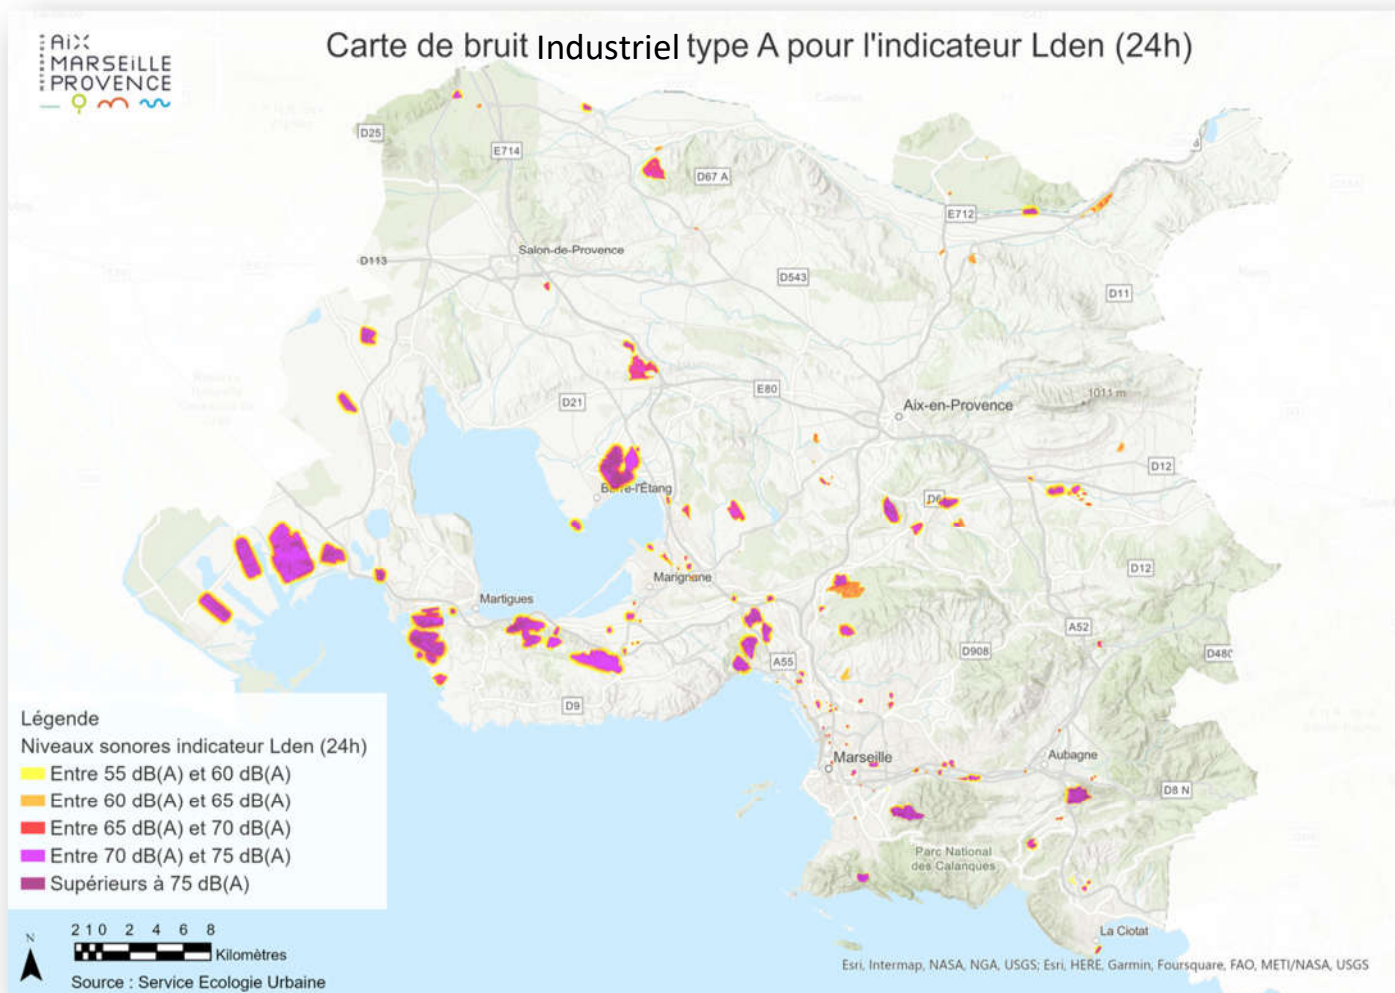 MÉTROPOLE
AiX
MARSEiLLE
PROVENCE
Carte de bruit Industriel type A pour l'indicateur Lden (24h)
D25
E714
D67 A
E712
Salon-de-Provence
D113
D543
D11
1011 m
E80
D21
Aix-en-Provence
D12
Berre-l'Étang
D6
Marignane
D12
Martigues
A52
D908
D480
A55
D9
Marseille
Aubagne
D8 N
Parc National
des Calanques
La Ciotat
Légende
Niveaux sonores indicateur Lden (24h)
Entre 55 dB(A) et 60 dB(A)
Entre 60 dB(A) et 65 dB(A)
Entre 65 dB(A) et 70 dB(A)
Entre 70 dB(A) et 75 dB(A)
Supérieurs à 75 dB(A)
N
2 1 0 2 4 6 8
Kilomètres
Source : Service Ecologie Urbaine
Esri, Intermap, NASA, NGA, USGS; Esri, HERE, Garmin, Foursquare, FAO, METI/NASA, USGS